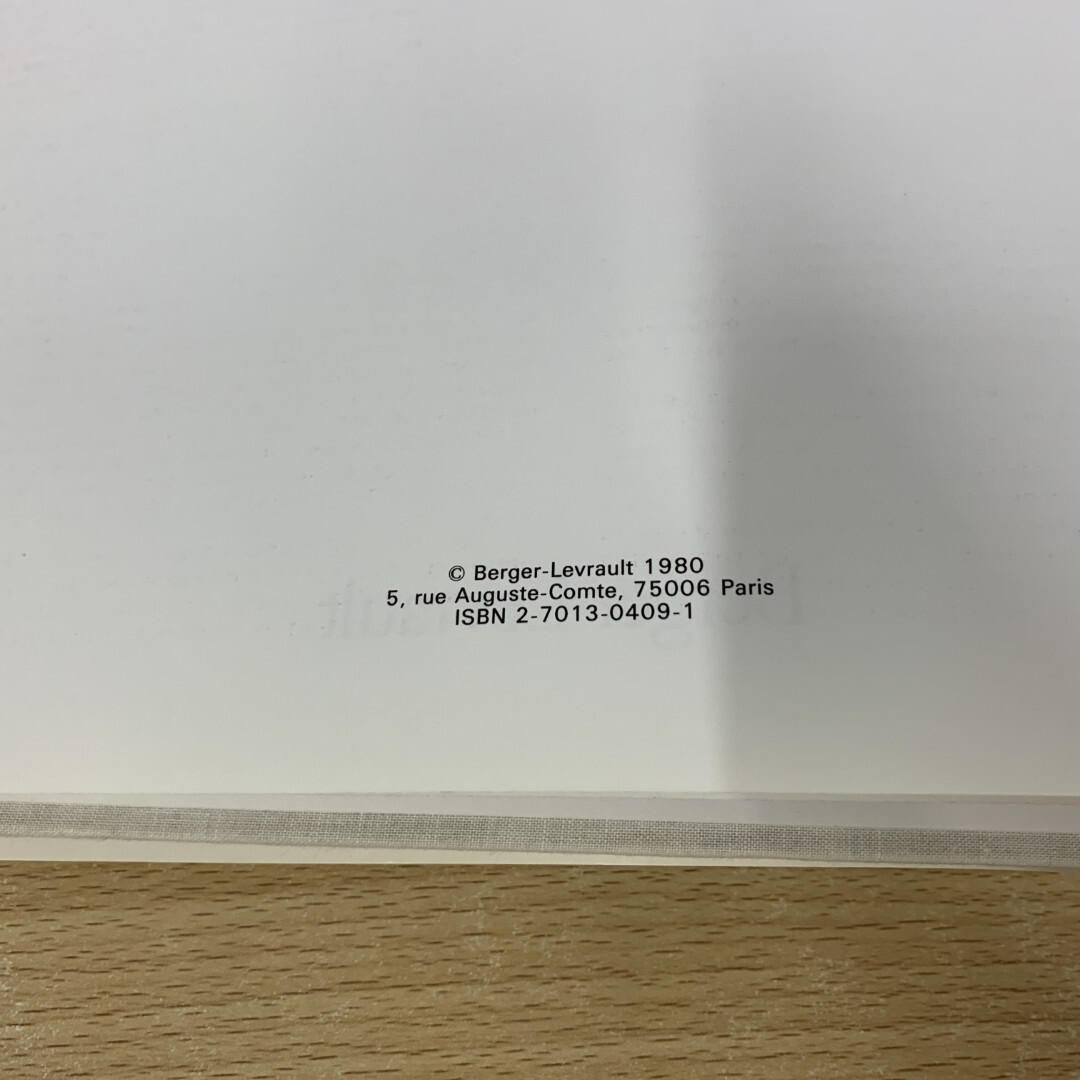 © Berger-Levrault 1980
5, rue Auguste-Comte, 75006 Paris
ISBN 2-7013-0409-1